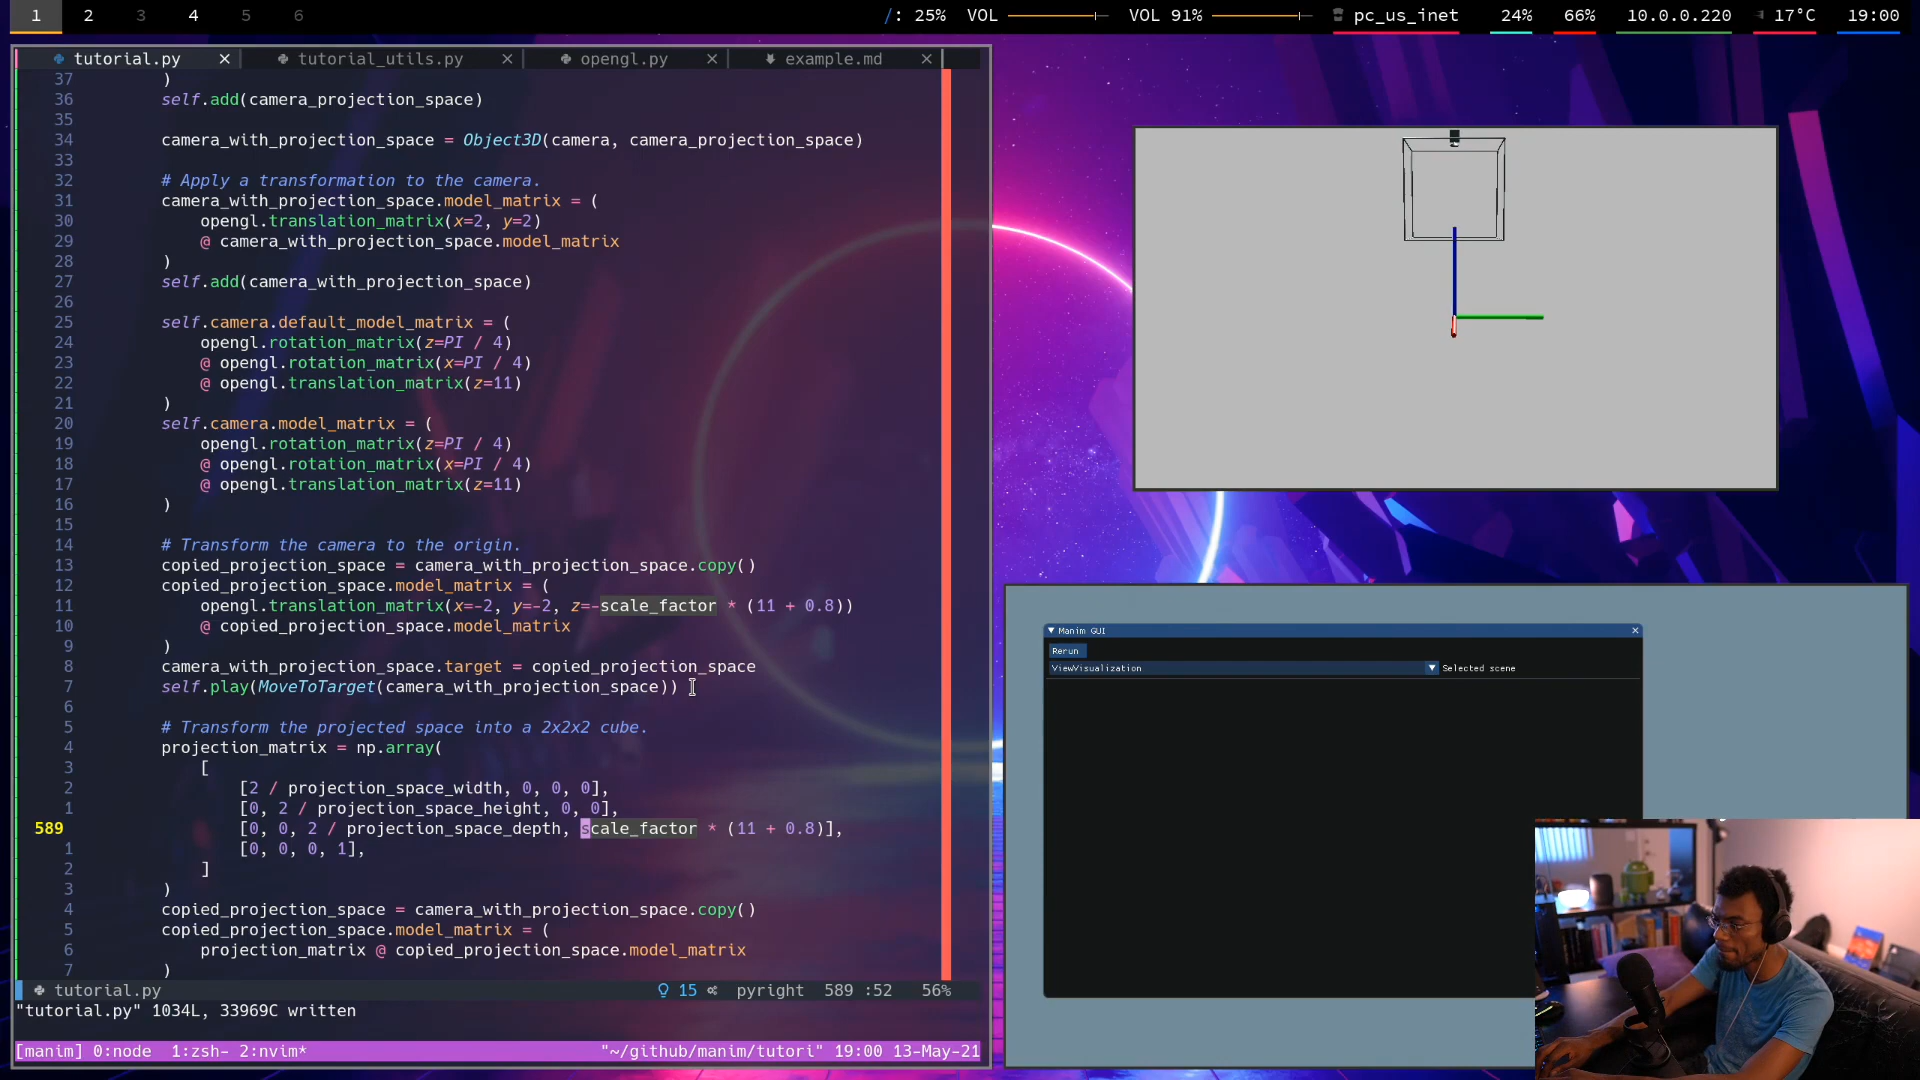 1 2 3 4 5 6 /: 25% VOL VOL 91% pc_us_inet 24% 66% 10.0.0.220 17°C 19:00
tutorial.py tutorial_utils.py opengl.py example.md
37 )
36 self.add(camera_projection_space)
35
34 camera_with_projection_space = Object3D(camera, camera_projection_space)
33
32 # Apply a transformation to the camera.
31 camera_with_projection_space.model_matrix = (
30 opengl.translation_matrix(x=2, y=2)
29 @ camera_with_projection_space.model_matrix
28 )
27 self.add(camera_with_projection_space)
26
25 self.camera.default_model_matrix = (
24 opengl.rotation_matrix(z=PI / 4)
23 @ opengl.rotation_matrix(x=PI / 4)
22 @ opengl.translation_matrix(z=11)
21 )
20 self.camera.model_matrix = (
19 opengl.rotation_matrix(z=PI / 4)
18 @ opengl.rotation_matrix(x=PI / 4)
17 @ opengl.translation_matrix(z=11)
16 )
15
14 # Transform the camera to the origin.
13 copied_projection_space = camera_with_projection_space.copy()
12 copied_projection_space.model_matrix = (
11 opengl.translation_matrix(x=-2, y=-2, z=-scale_factor * (11 + 0.8))
10 @ copied_projection_space.model_matrix
9 )
8 camera_with_projection_space.target = copied_projection_space
7 self.play(MoveToTarget(camera_with_projection_space))
6
5 # Transform the projected space into a 2x2x2 cube.
4 projection_matrix = np.array(
3 [
2 [2 / projection_space_width, 0, 0, 0],
1 [0, 2 / projection_space_height, 0, 0],
589 [0, 0, 2 / projection_space_depth, scale_factor * (11 + 0.8)],
1 [0, 0, 0, 1],
2 ]
3 )
4 copied_projection_space = camera_with_projection_space.copy()
5 copied_projection_space.model_matrix = (
6 projection_matrix @ copied_projection_space.model_matrix
7 )
tutorial.py 15 pyright 589 :52 56%
"tutorial.py" 1034L, 33969C written
[manim] 0:node 1:zsh- 2:nvim* "~/github/manim/tutori" 19:00 13-May-21
Manim GUI
Rerun
ViewVisualization Selected scene